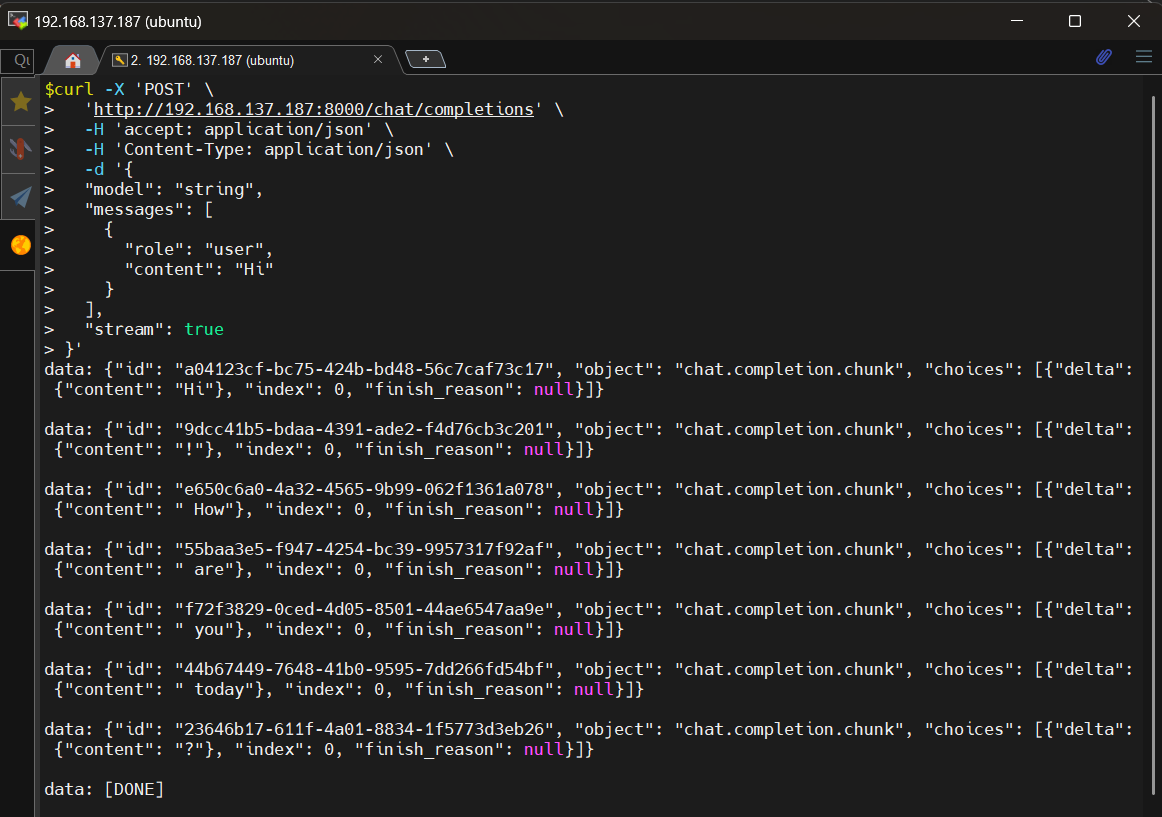 192.168.137.187 (ubuntu)
Qu
2. 192.168.137.187 (ubuntu)
$curl -X 'POST' \
>   'http://192.168.137.187:8000/chat/completions' \
>   -H 'accept: application/json' \
>   -H 'Content-Type: application/json' \
>   -d '{
>   "model": "string",
>   "messages": [
>     {
>       "role": "user",
>       "content": "Hi"
>     }
>   ],
>   "stream": true
> }'
data: {"id": "a04123cf-bc75-424b-bd48-56c7caf73c17", "object": "chat.completion.chunk", "choices": [{"delta":
 {"content": "Hi"}, "index": 0, "finish_reason": null}]}
data: {"id": "9dcc41b5-bdaa-4391-ade2-f4d76cb3c201", "object": "chat.completion.chunk", "choices": [{"delta":
 {"content": "!"}, "index": 0, "finish_reason": null}]}
data: {"id": "e650c6a0-4a32-4565-9b99-062f1361a078", "object": "chat.completion.chunk", "choices": [{"delta":
 {"content": " How"}, "index": 0, "finish_reason": null}]}
data: {"id": "55baa3e5-f947-4254-bc39-9957317f92af", "object": "chat.completion.chunk", "choices": [{"delta":
 {"content": " are"}, "index": 0, "finish_reason": null}]}
data: {"id": "f72f3829-0ced-4d05-8501-44ae6547aa9e", "object": "chat.completion.chunk", "choices": [{"delta":
 {"content": " you"}, "index": 0, "finish_reason": null}]}
data: {"id": "44b67449-7648-41b0-9595-7dd266fd54bf", "object": "chat.completion.chunk", "choices": [{"delta":
 {"content": " today"}, "index": 0, "finish_reason": null}]}
data: {"id": "23646b17-611f-4a01-8834-1f5773d3eb26", "object": "chat.completion.chunk", "choices": [{"delta":
 {"content": "?"}, "index": 0, "finish_reason": null}]}
data: [DONE]